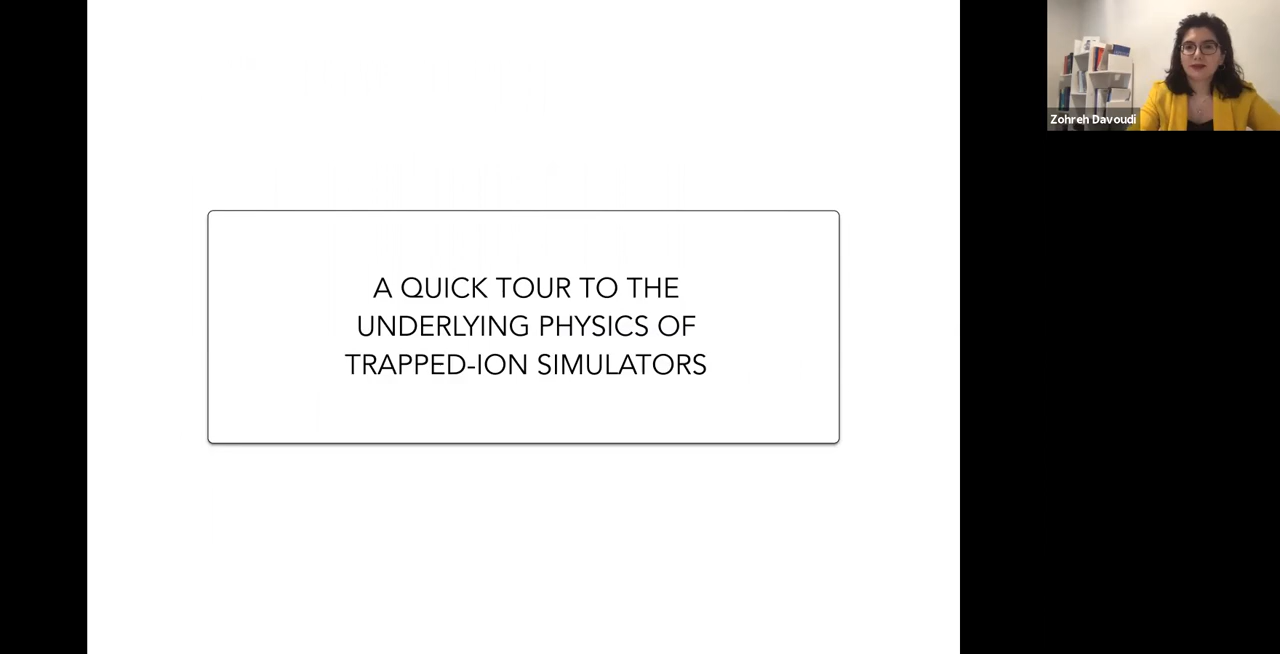 A QUICK TOUR TO THE
UNDERLYING PHYSICS OF
TRAPPED-ION SIMULATORS
Zohreh Davoudi